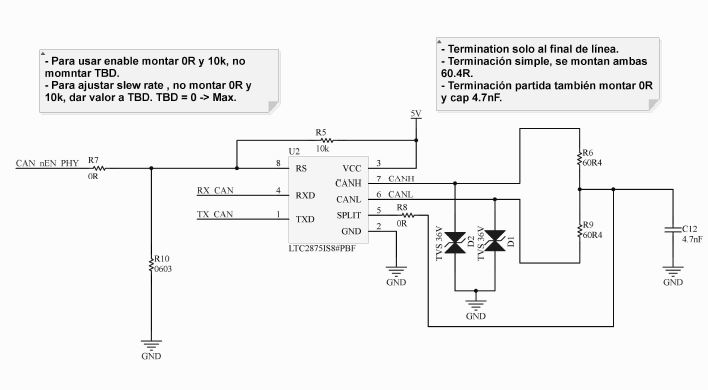 - Para usar enable montar 0R y 10k, no
momntar TBD.
- Para ajustar slew rate , no montar 0R y
10k, dar valor a TBD. TBD = 0 -> Max.
- Termination solo al final de línea.
- Terminación simple, se montan ambas
60.4R.
- Terminación partida también montar 0R
y cap 4.7nF.
5V
R5
10k
U2
CAN_nEN_PHY
R7
0R
8 RS
VCC 3
CANH 7 CANH
RX_CAN 4 RXD
CANL 6 CANL
TX_CAN 1 TXD
SPLIT 5
R8
0R
GND 2
LTC2875IS8#PBF
R6
60R4
R9
60R4
C12
4.7nF
TVS 36V
D2
TVS 36V
D1
R10
0603
GND
GND
GND
GND